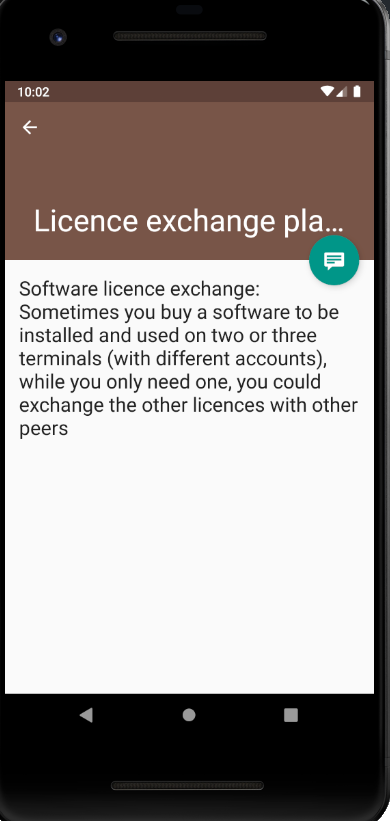 10:02
Licence exchange pla...
Software licence exchange:
Sometimes you buy a software to be
installed and used on two or three
terminals (with different accounts),
while you only need one, you could
exchange the other licences with other
peers